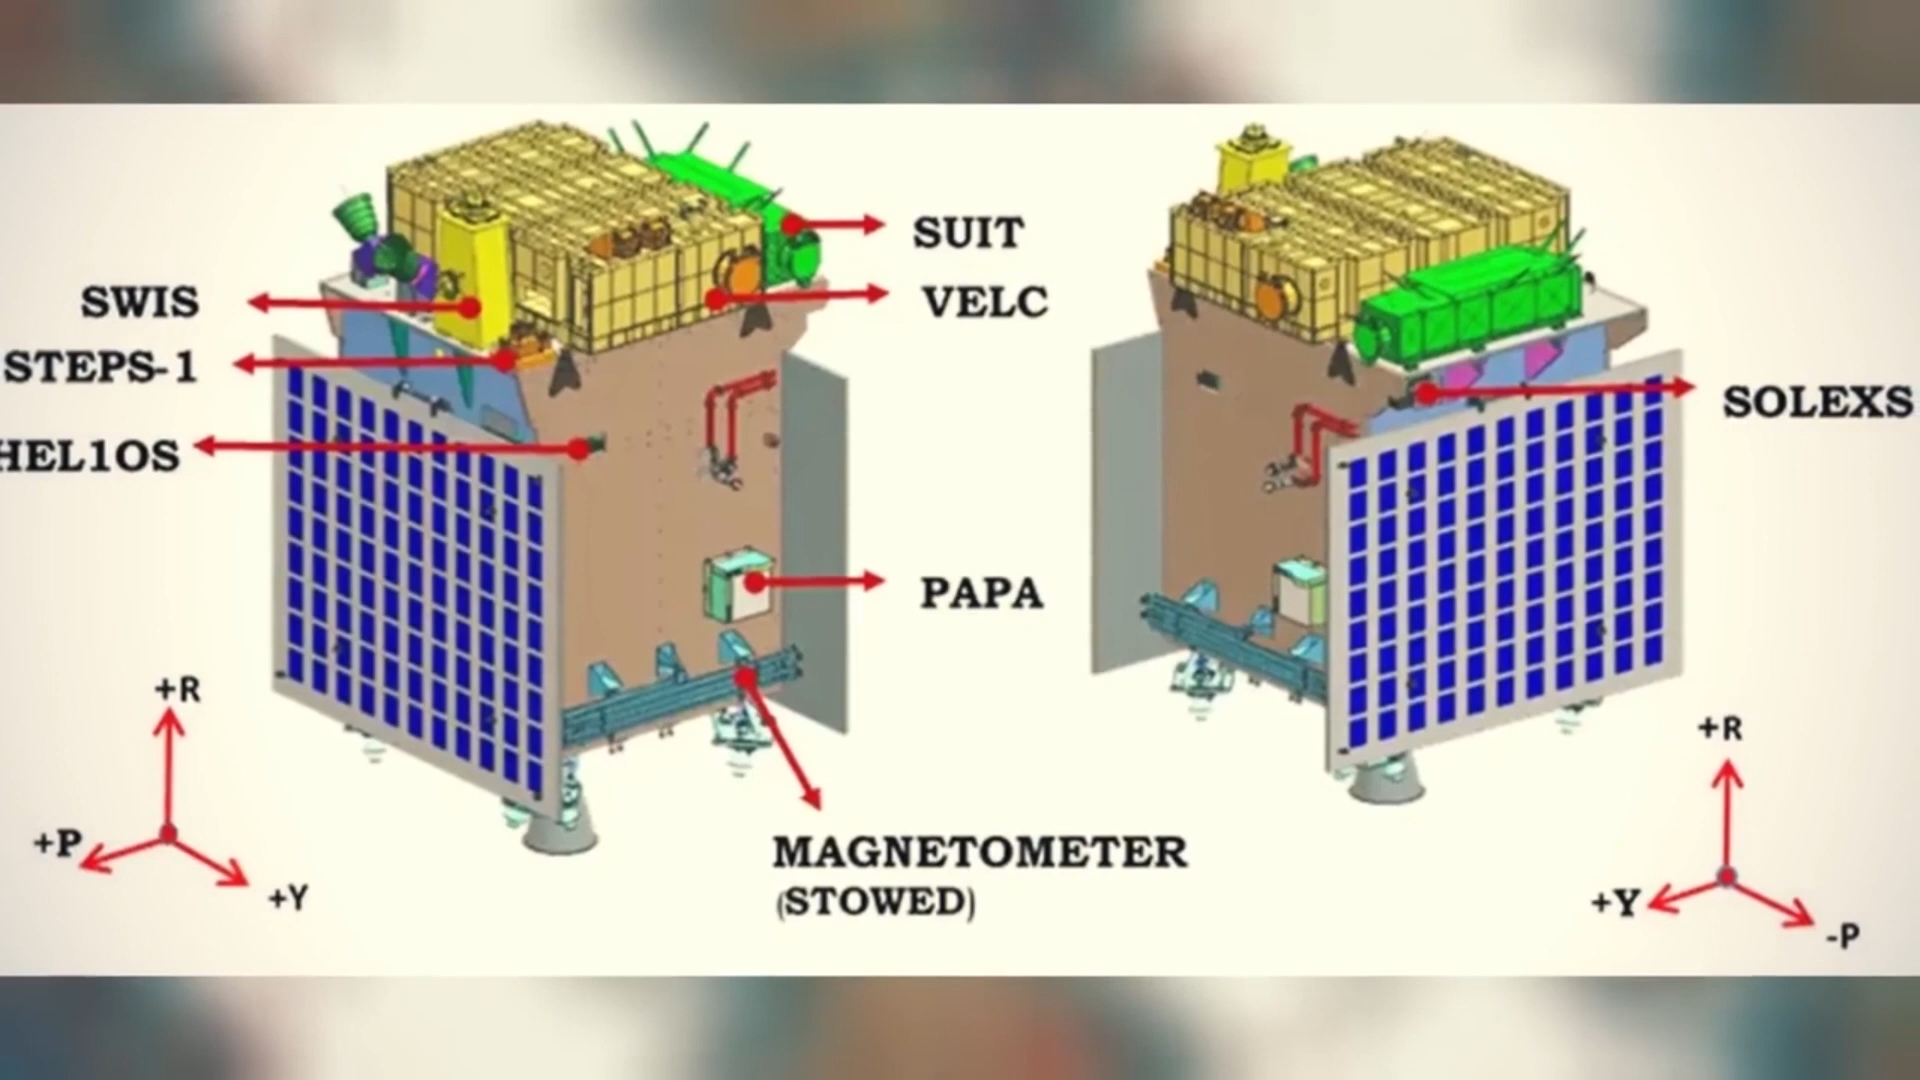 SUIT
SWIS
VELC
STEPS-1
SOLEXS
HEL1OS
PAPA
+R
+P
+Y
MAGNETOMETER
(STOWED)
+R
+Y
-P